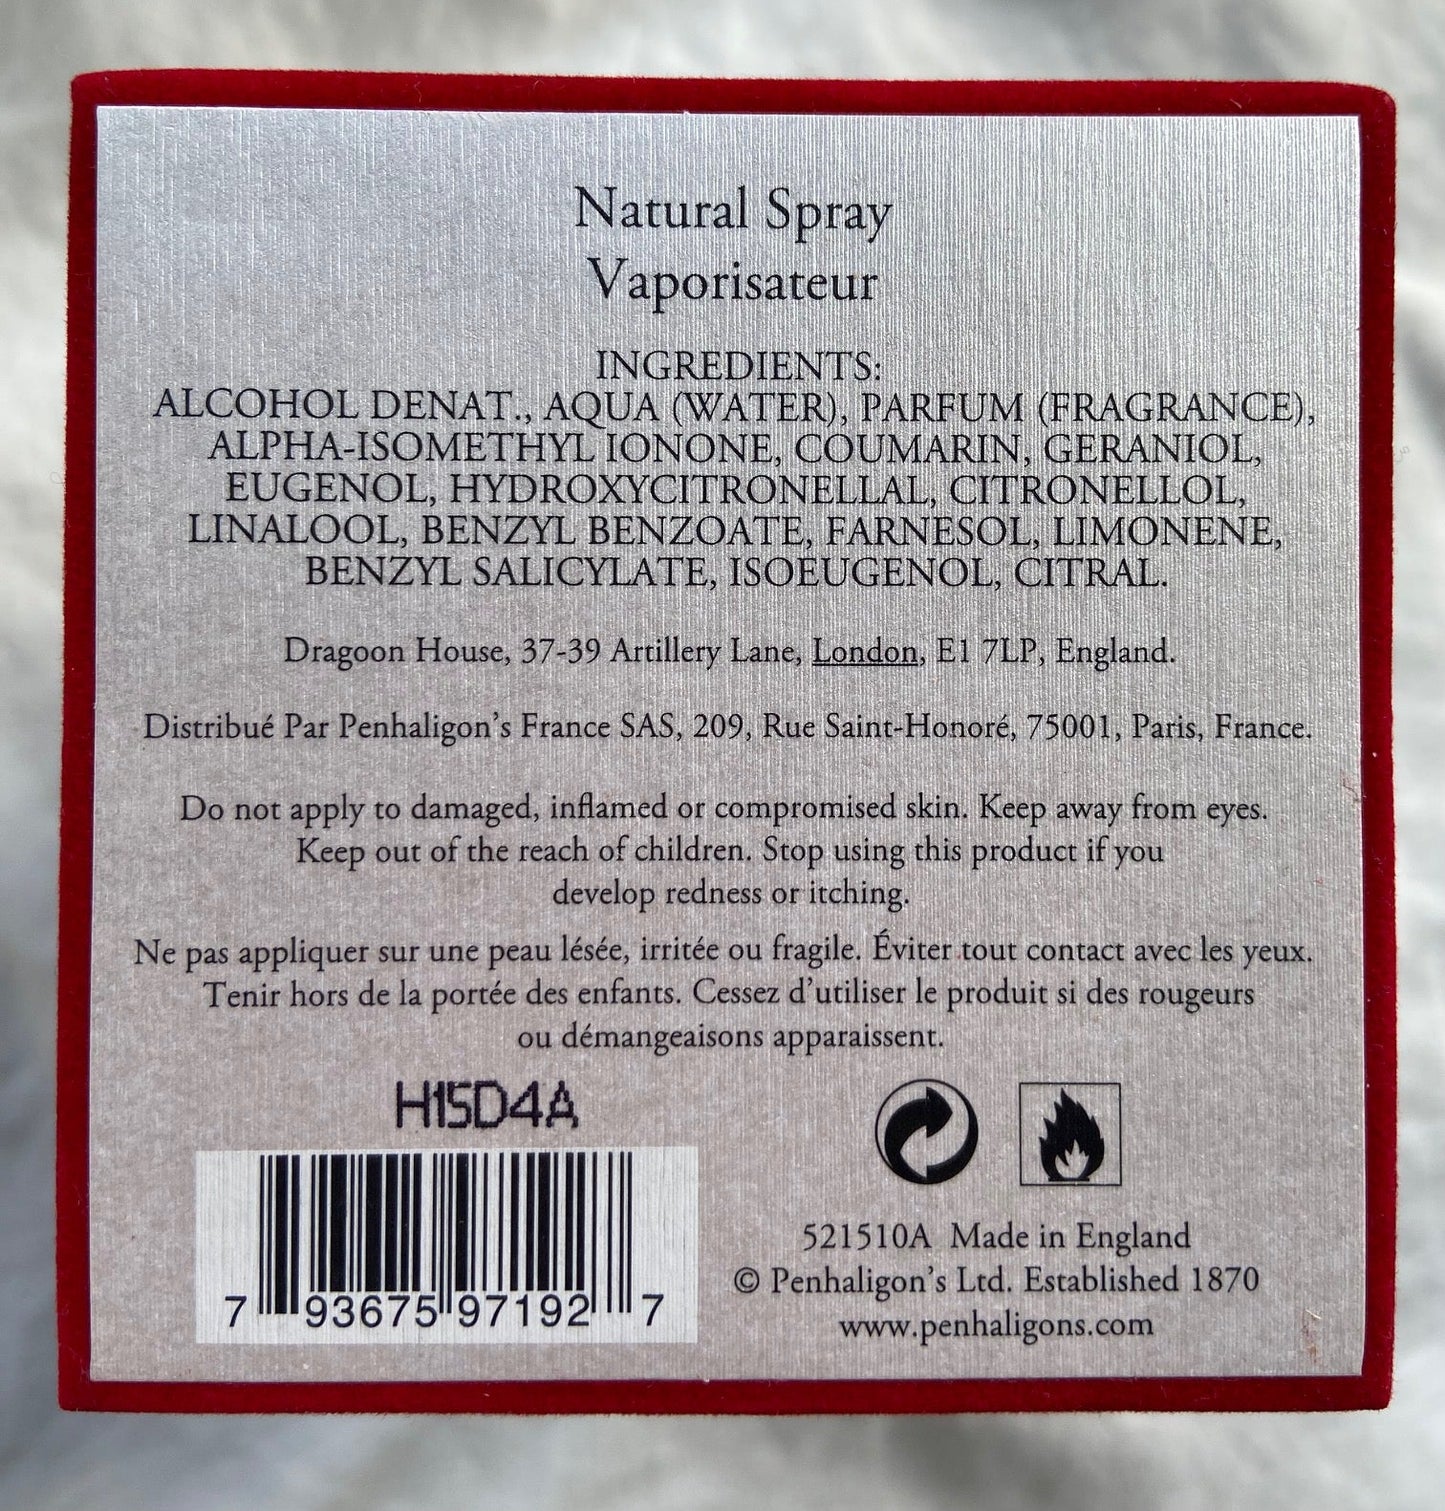 Natural Spray
Vaporisateur
INGREDIENTS:
ALCOHOL DENAT., AQUA (WATER), PARFUM (FRAGRANCE),
ALPHA-ISOMETHYL IONONE, COUMARIN, GERANIOL,
EUGENOL, HYDROXYCITRONELLAL, CITRONELLOL,
LINALOOL, BENZYL BENZOATE, FARNESOL, LIMONENE,
BENZYL SALICYLATE, ISOEUGENOL, CITRAL.
Dragoon House, 37-39 Artillery Lane, London, E1 7LP, England.
Distribué Par Penhaligon's France SAS, 209, Rue Saint-Honoré, 75001, Paris, France.
Do not apply to damaged, inflamed or compromised skin. Keep away from eyes.
Keep out of the reach of children. Stop using this product if you
develop redness or itching.
Ne pas appliquer sur une peau lésée, irritée ou fragile. Éviter tout contact avec les yeux.
Tenir hors de la portée des enfants. Cessez d'utiliser le produit si des rougeurs
ou démangeaisons apparaissent.
H15D4A
7 93675 97192 7
521510A Made in England
© Penhaligon's Ltd. Established 1870
www.penhaligons.com